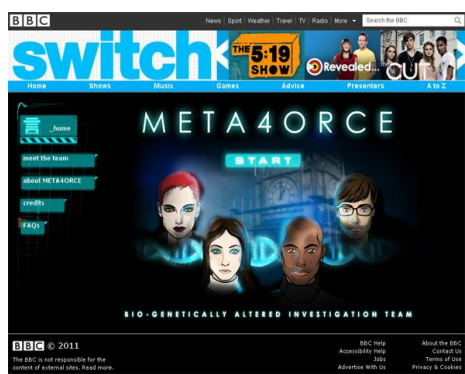 BBC News Sport Weather Travel TV Radio More Search the BBC
switch THE 5:19 SHOW Revealed... CUT
Home Shows Music Games Advice Presenters A to Z
META4ORCE
START
_home
meet the team
about META4ORCE
credits
FAQs
BIO-GENETICALLY ALTERED INVESTIGATION TEAM
BBC © 2011
The BBC is not responsible for the
content of external sites. Read more.
BBC Help
Accessibility Help
Jobs
Advertise With Us
About the BBC
Contact Us
Terms of Use
Privacy & Cookies